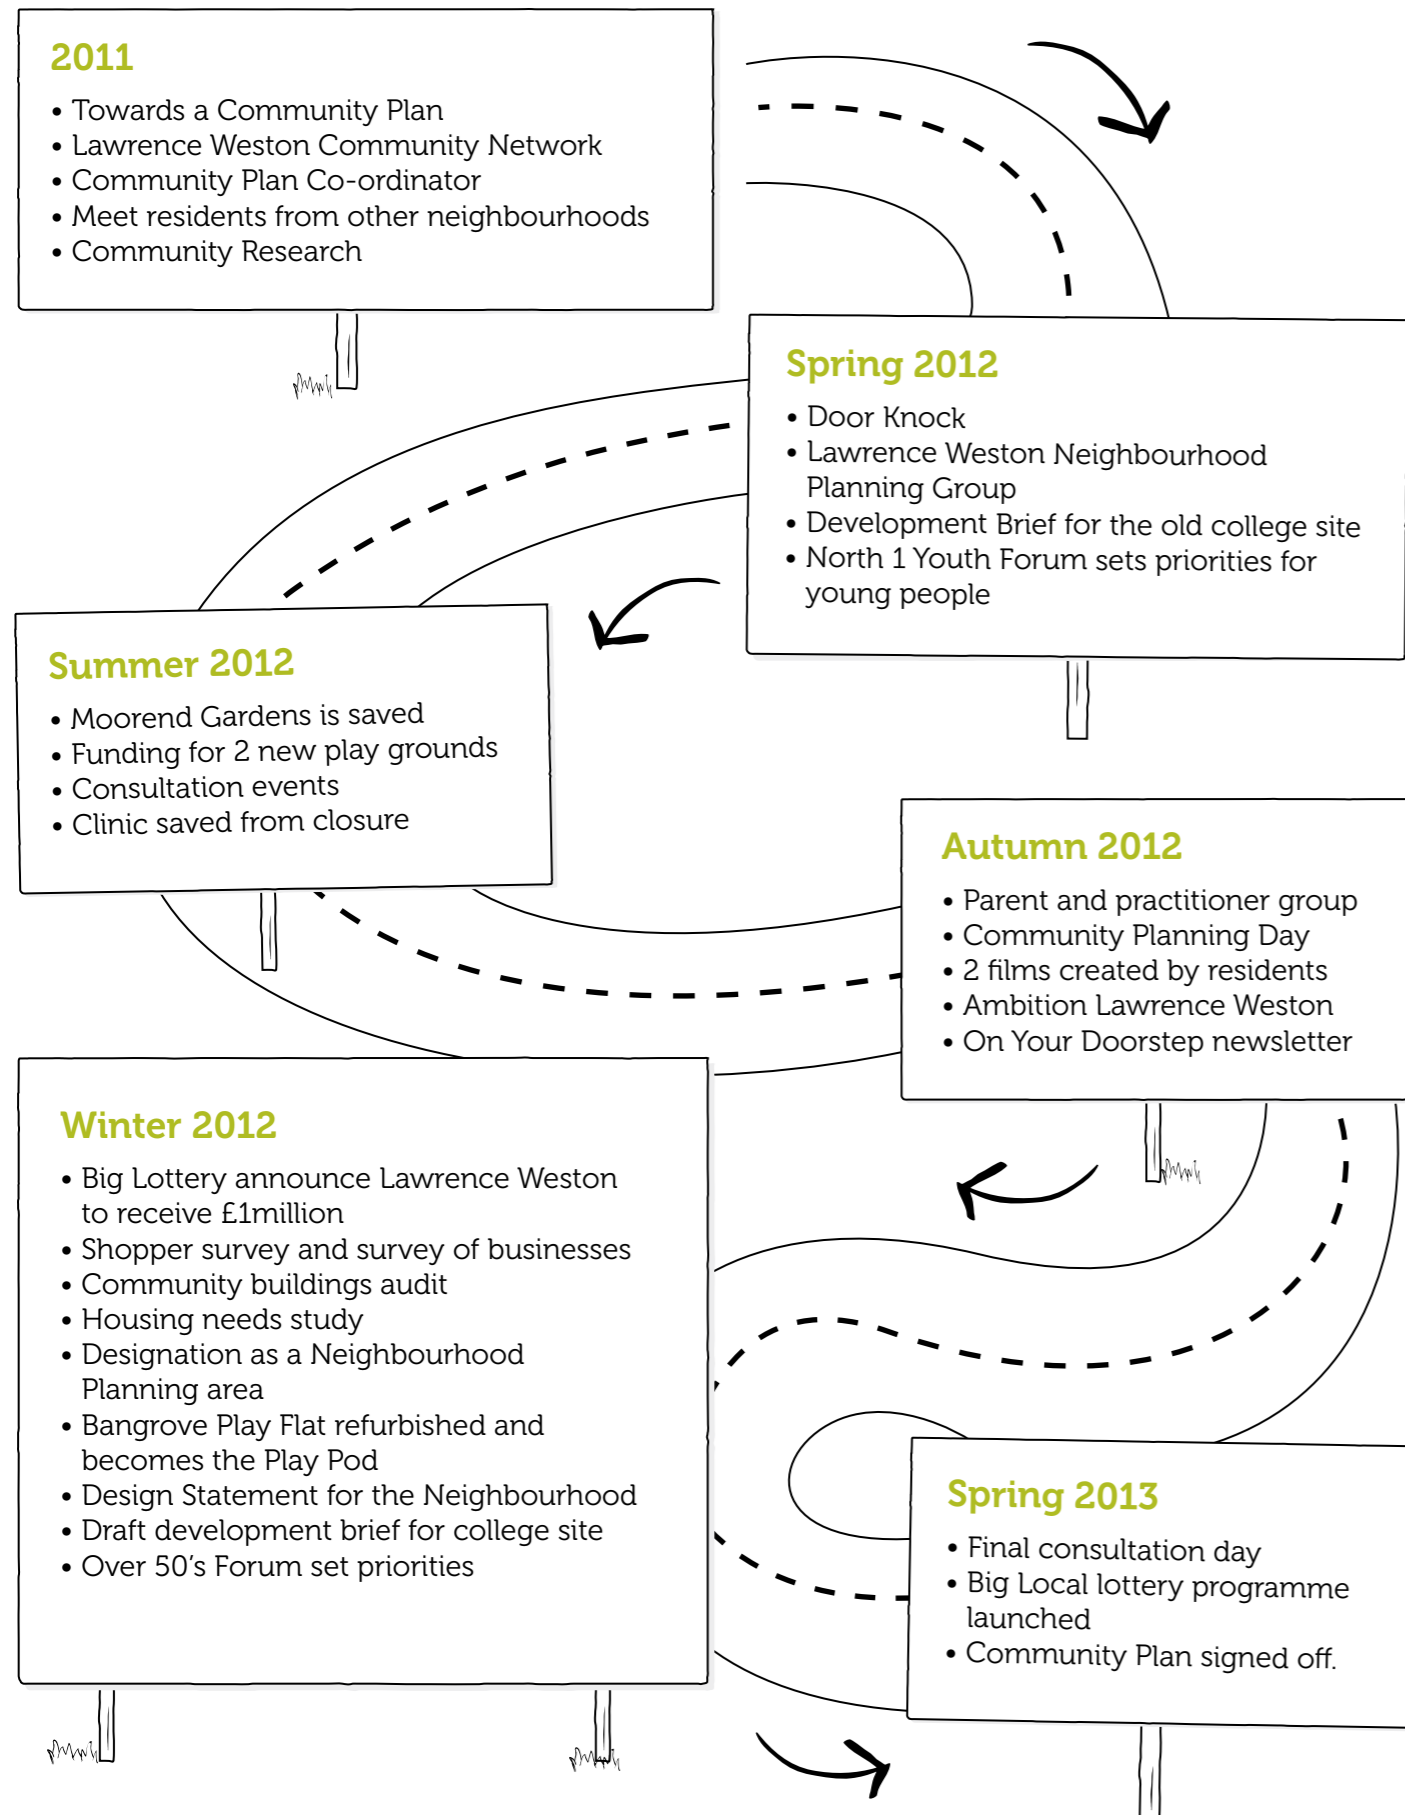 2011
• Towards a Community Plan
• Lawrence Weston Community Network
• Community Plan Co-ordinator
• Meet residents from other neighbourhoods
• Community Research
Spring 2012
• Door Knock
• Lawrence Weston Neighbourhood
Planning Group
• Development Brief for the old college site
• North 1 Youth Forum sets priorities for
young people
Summer 2012
• Moorend Gardens is saved
• Funding for 2 new play grounds
• Consultation events
• Clinic saved from closure
Autumn 2012
• Parent and practitioner group
• Community Planning Day
• 2 films created by residents
• Ambition Lawrence Weston
• On Your Doorstep newsletter
Winter 2012
• Big Lottery announce Lawrence Weston
to receive £1million
• Shopper survey and survey of businesses
• Community buildings audit
• Housing needs study
• Designation as a Neighbourhood
Planning area
• Bangrove Play Flat refurbished and
becomes the Play Pod
• Design Statement for the Neighbourhood
• Draft development brief for college site
• Over 50's Forum set priorities
Spring 2013
• Final consultation day
• Big Local lottery programme
launched
• Community Plan signed off.